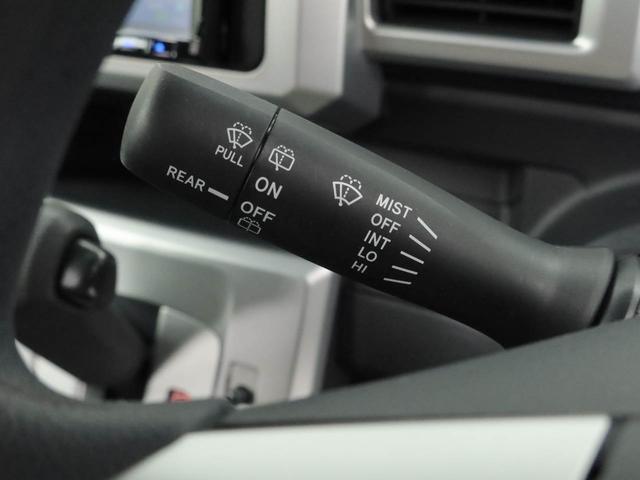 PULL
REAR
ON
OFF
MIST
OFF
INT
LO
HI